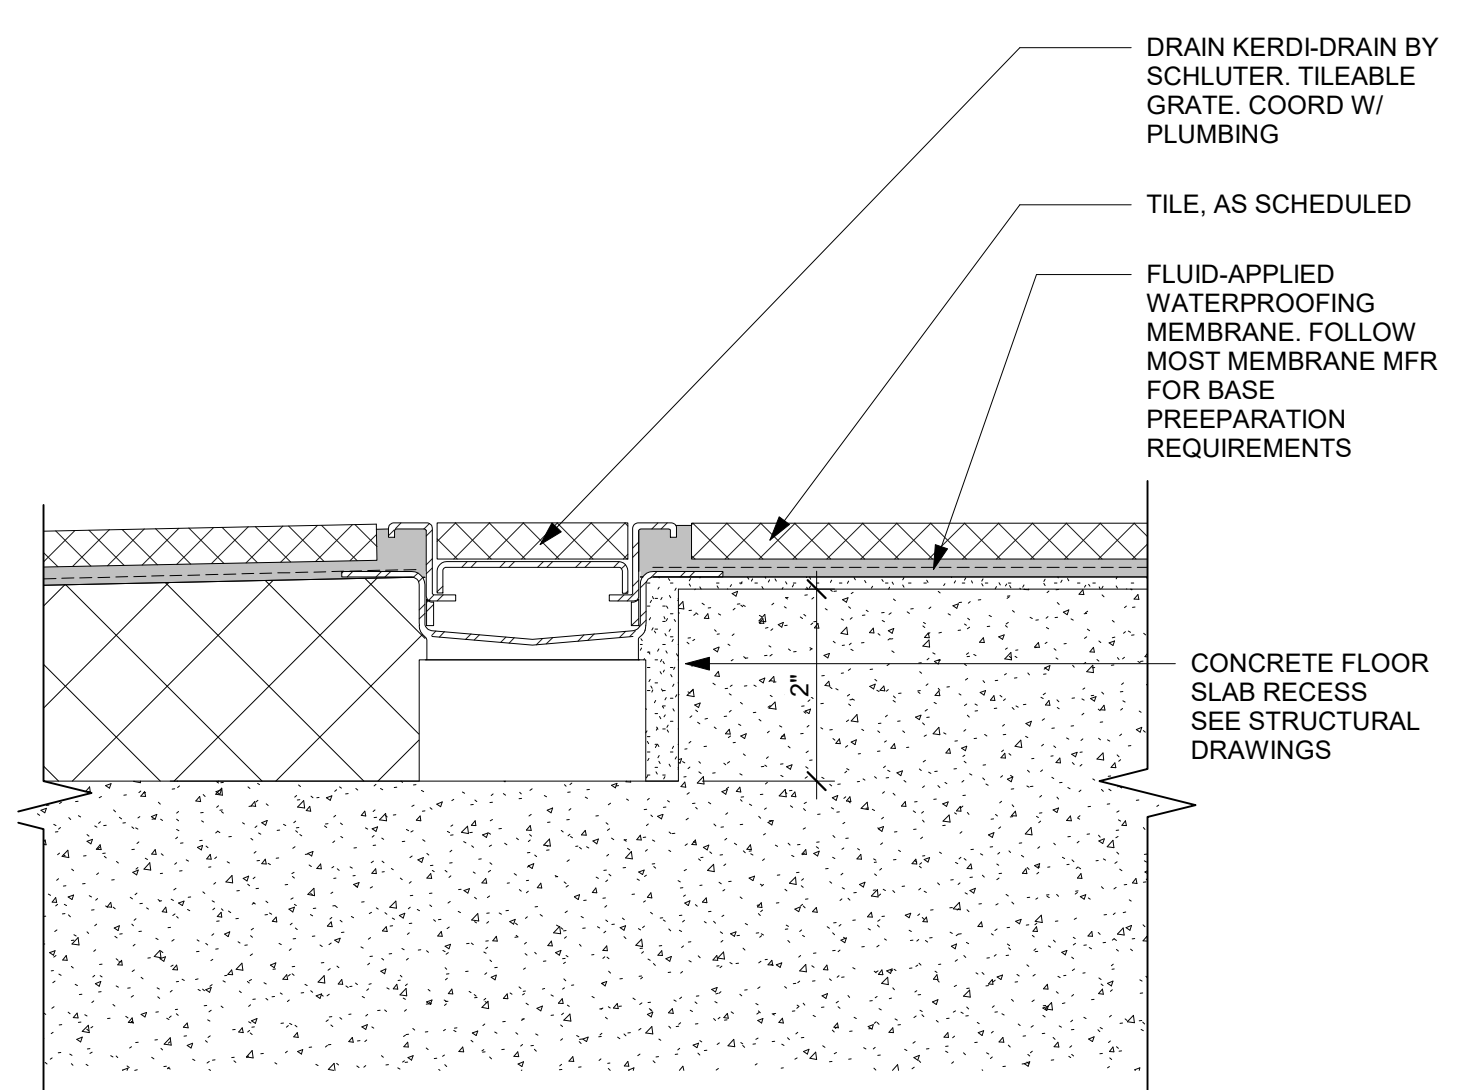 DRAIN KERDI-DRAIN BY
SCHLUTER. TILEABLE
GRATE. COORD W/
PLUMBING
TILE, AS SCHEDULED
FLUID-APPLIED
WATERPROOFING
MEMBRANE. FOLLOW
MOST MEMBRANE MFR
FOR BASE
PREEPARATION
REQUIREMENTS
CONCRETE FLOOR
SLAB RECESS
SEE STRUCTURAL
DRAWINGS
2"